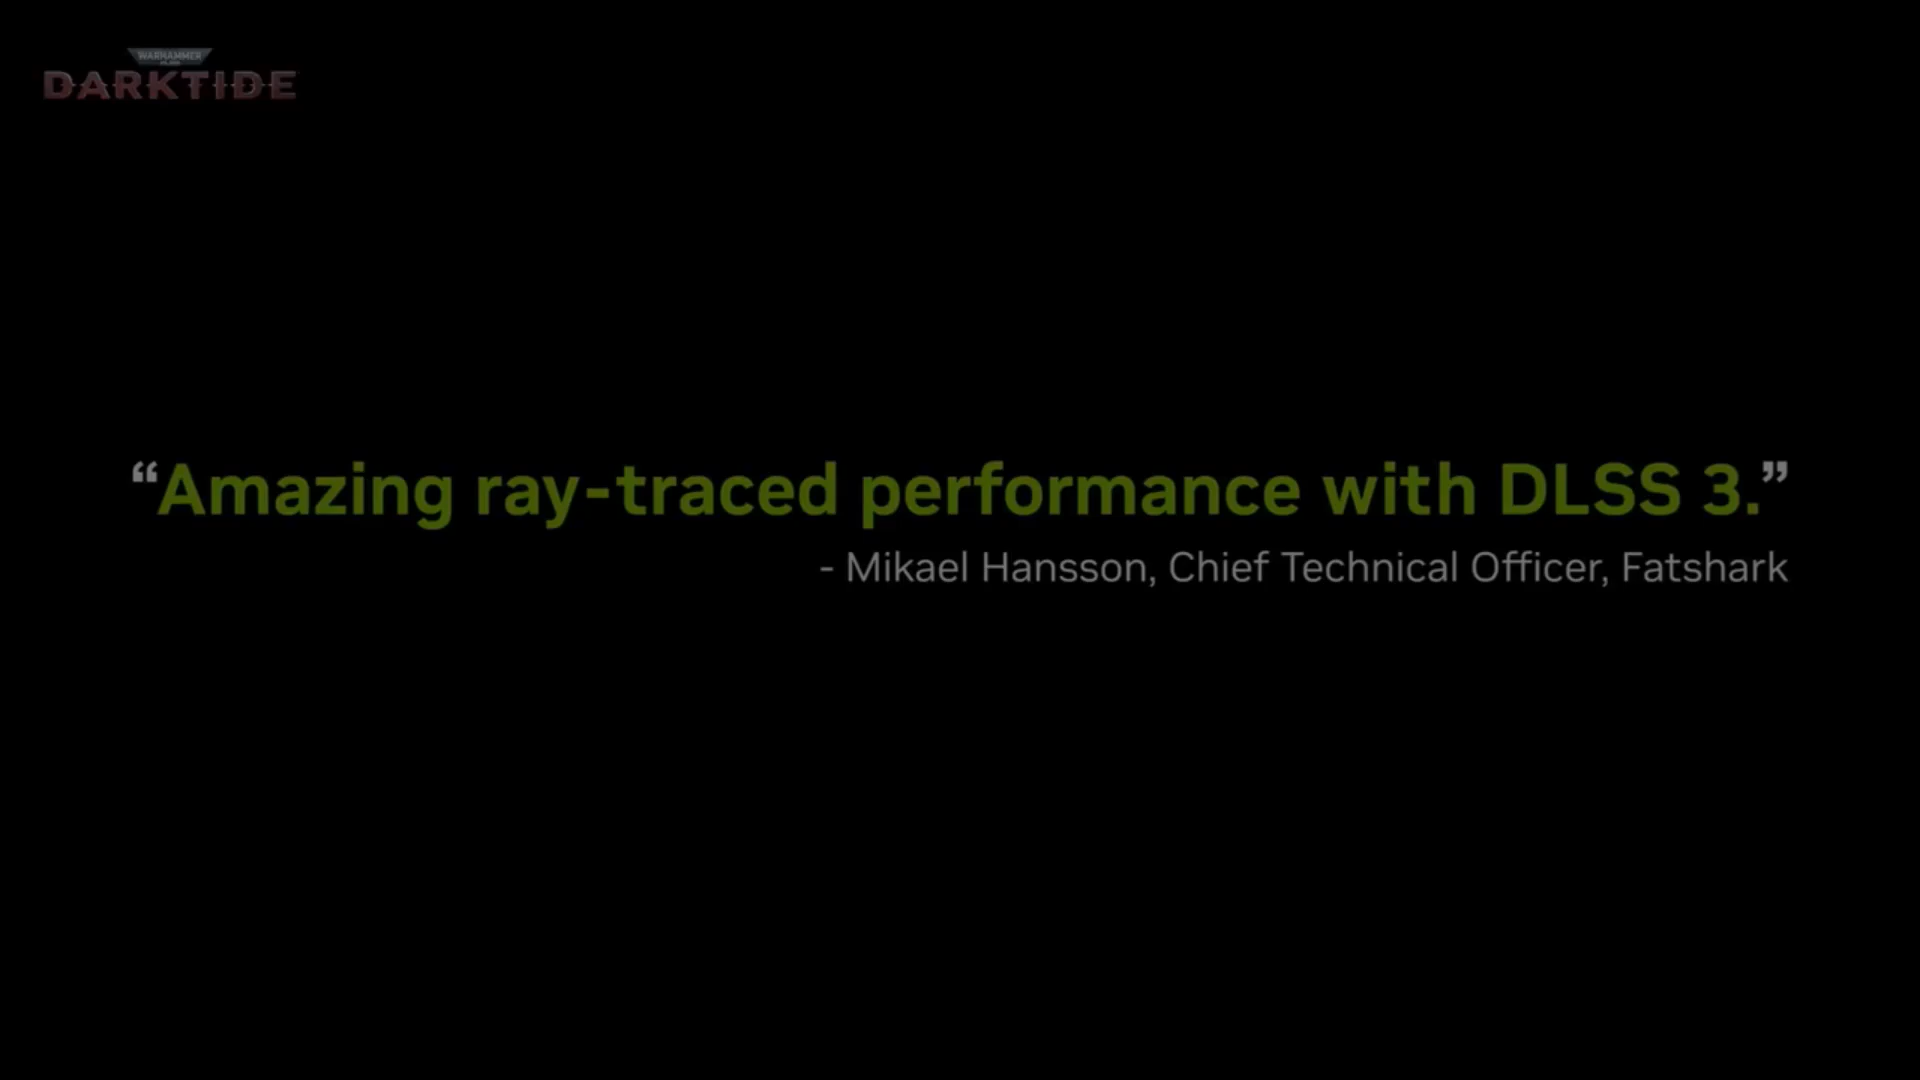 WARHAMMER
DARKTIDE
“Amazing ray-traced performance with DLSS 3.”
- Mikael Hansson, Chief Technical Officer, Fatshark